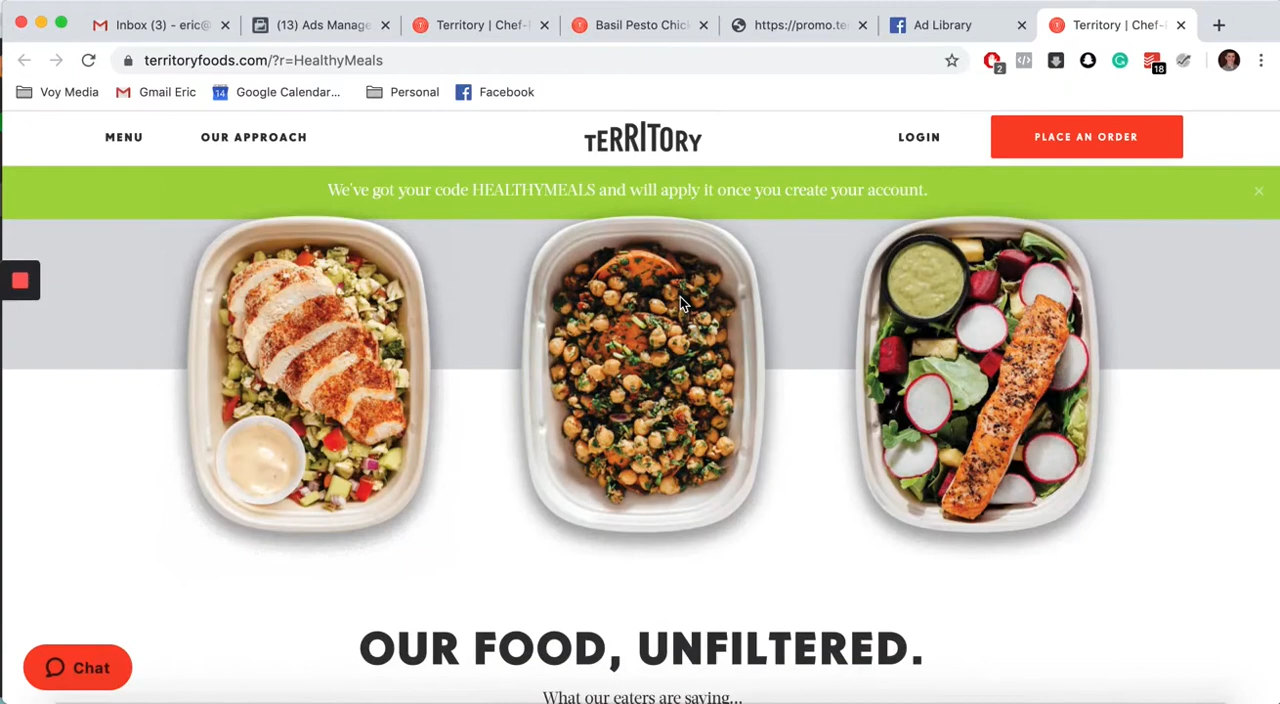 Inbox (3) - eric@
(13) Ads Manage
Territory | Chef-
Basil Pesto Chic
https://promo.te
Ad Library
Territory | Chef-
territoryfoods.com/?r=HealthyMeals
2
18
Voy Media
14
Gmail Eric
Google Calendar...
Personal
Facebook
MENU
OUR APPROACH
TERRITORY
LOGIN
PLACE AN ORDER
We've got your code HEALTHYMEALS and will apply it once you create your account.
OUR FOOD, UNFILTERED.
What our eaters are saying...
Chat